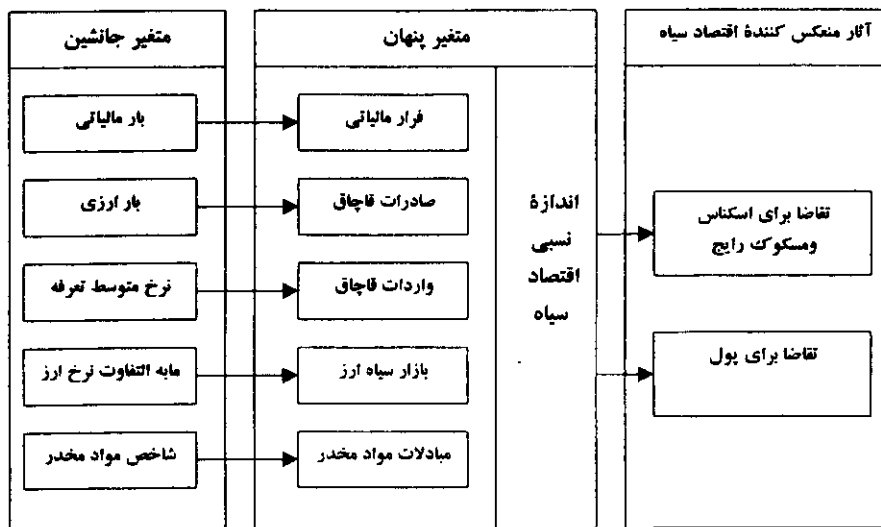 متغیر جانشین
متغیر پنهان
آثار منعکس کنندهٔ اقتصاد سیاه
بار مالیاتی
فرار مالیاتی
بار ارزی
صادرات قاچاق
نرخ متوسط تعرفه
واردات قاچاق
مابه التفاوت نرخ ارز
بازار سیاه ارز
شاخص مواد مخدر
مبادلات مواد مخدر
اندازهٔ
نسبی
اقتصاد
سیاه
تقاضا برای اسکناس
ومسکوک رایج
تقاضا برای پول